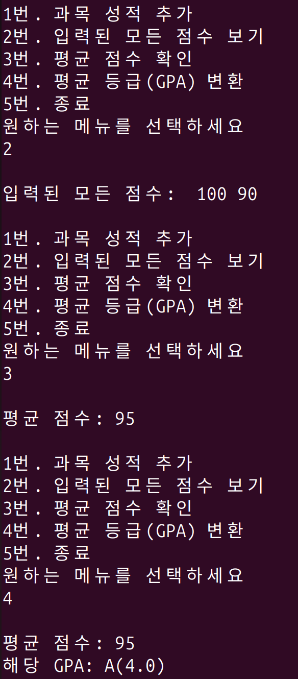 1번. 과목 성적 추가
2번. 입력된 모든 점수 보기
3번. 평균 점수 확인
4번. 평균 등급(GPA) 변환
5번. 종료
원하는 메뉴를 선택하세요
2
입력된 모든 점수:  100 90
1번. 과목 성적 추가
2번. 입력된 모든 점수 보기
3번. 평균 점수 확인
4번. 평균 등급(GPA) 변환
5번. 종료
원하는 메뉴를 선택하세요
3
평균 점수: 95
1번. 과목 성적 추가
2번. 입력된 모든 점수 보기
3번. 평균 점수 확인
4번. 평균 등급(GPA) 변환
5번. 종료
원하는 메뉴를 선택하세요
4
평균 점수: 95
해당 GPA: A(4.0)